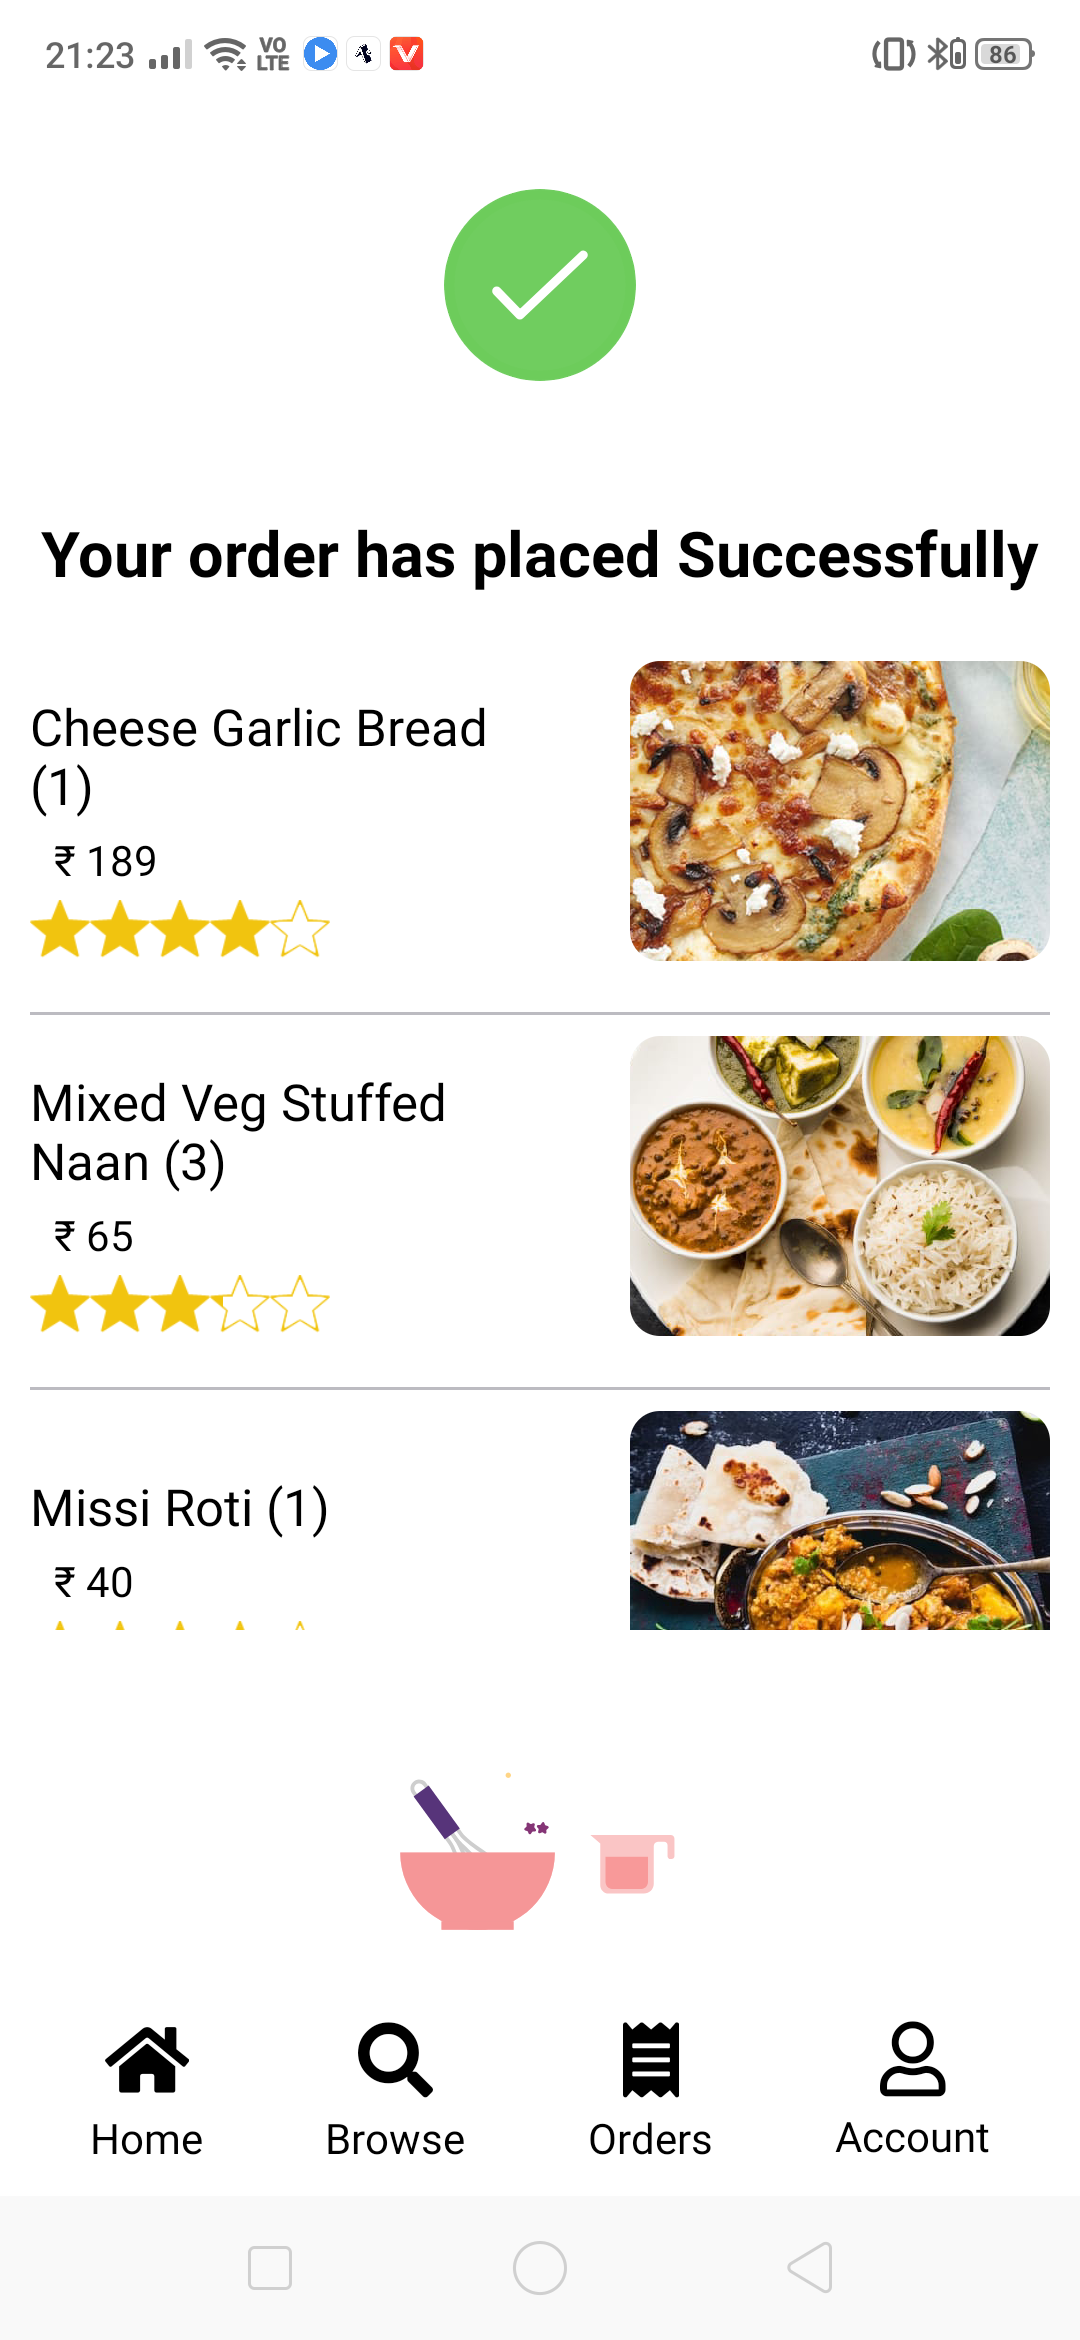 21:23
VO
LTE
86
Your order has placed Successfully
Cheese Garlic Bread
(1)
₹ 189
Mixed Veg Stuffed
Naan (3)
₹ 65
Missi Roti (1)
₹ 40
Home
Browse
Orders
Account